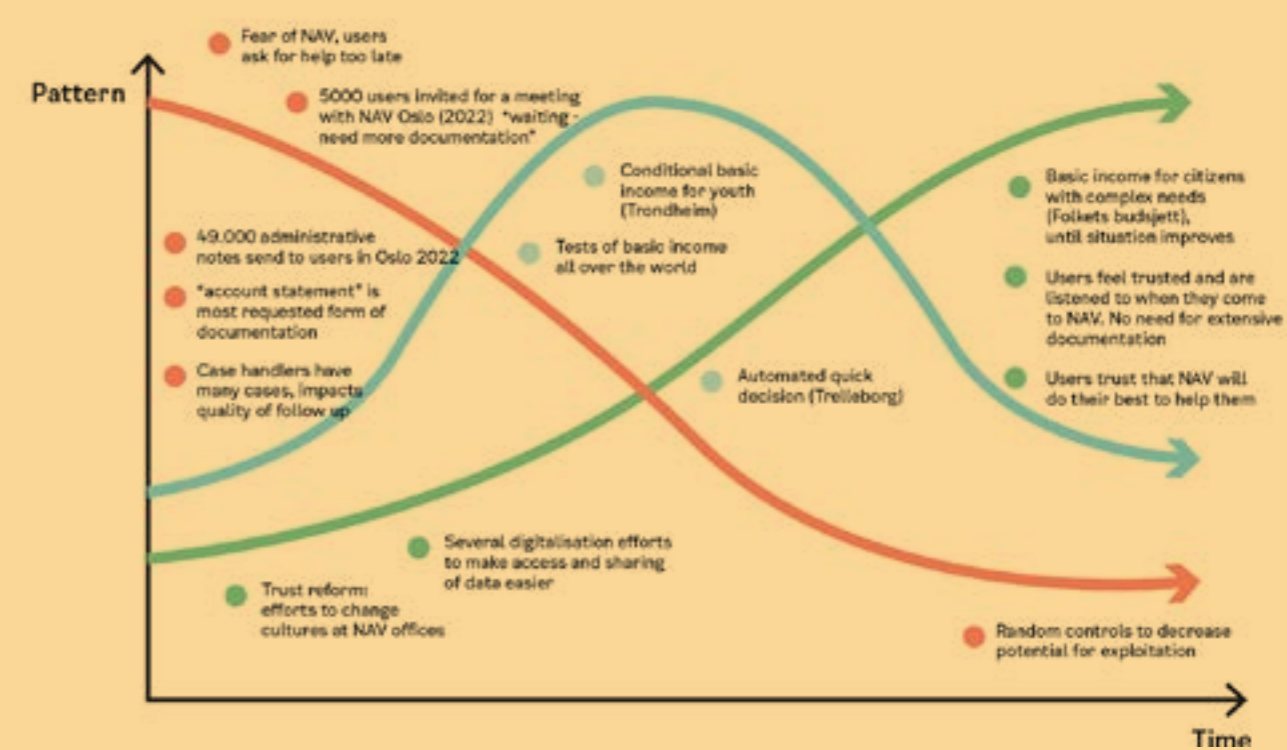 Fear of NAV, users
ask for help too late
Pattern
5000 users invited for a meeting
with NAV Oslo (2022) "waiting -
need more documentation"
Conditional basic
income for youth
(Trondheim)
Basic income for citizens
with complex needs
(Folkets budsjett),
until situation improves
49.000 administrative
notes send to users in Oslo 2022
Tests of basic income
all over the world
"account statement" is
most requested form of
documentation
Users feel trusted and are
listened to when they come
to NAV. No need for extensive
documentation
Case handlers have
many cases, impacts
quality of follow up
Automated quick
decision (Trelleborg)
Users trust that NAV will
do their best to help them
Several digitalisation efforts
to make access and sharing
of data easier
Trust reform:
efforts to change
cultures at NAV offices
Random controls to decrease
potential for exploitation
Time